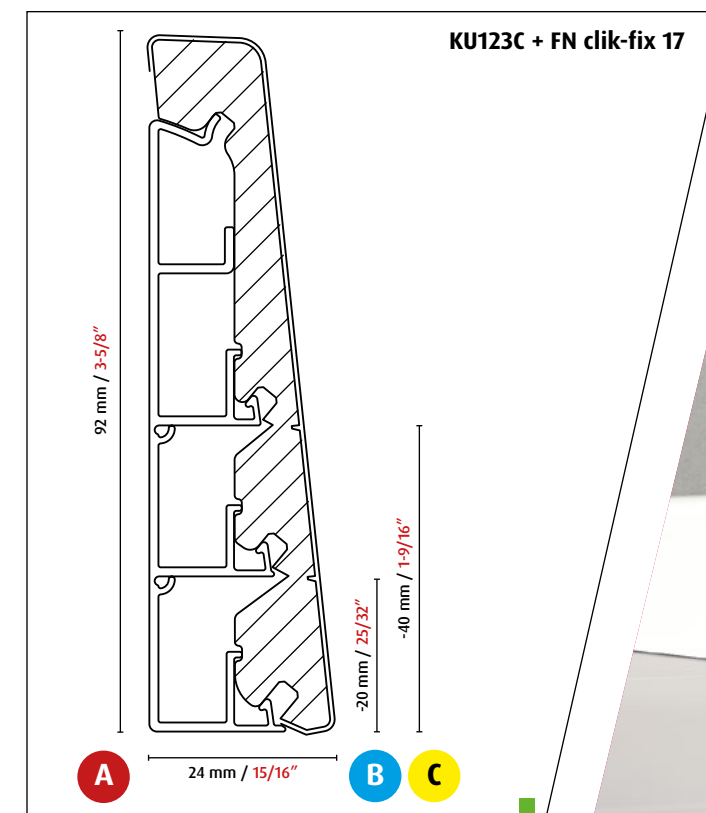 KU123C + FN clik-fix 17
92 mm / 3-5/8”
-40 mm / 1-9/16”
-20 mm / 25/32”
A
24 mm / 15/16”
B
C